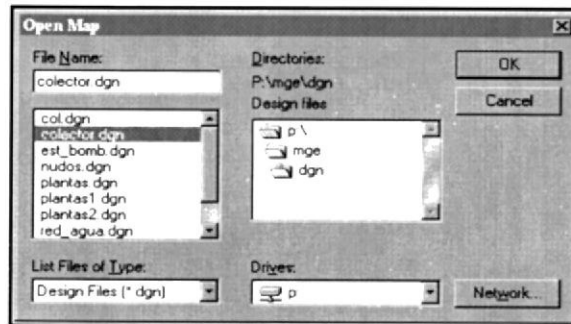 Open Map
File Name:
colector dgn
col.dgn
colector.dgn
est_bomb.dgn
nudos.dgn
plantas dgn
plantas1 dgn
plantas2 dgn
red_agua.dgn
List Files of Type:
Design Files (* dgn)
Directories:
P:\mge\dgn
Design files
p \
mge
dgn
Drives:
p
OK
Cancel
Network...